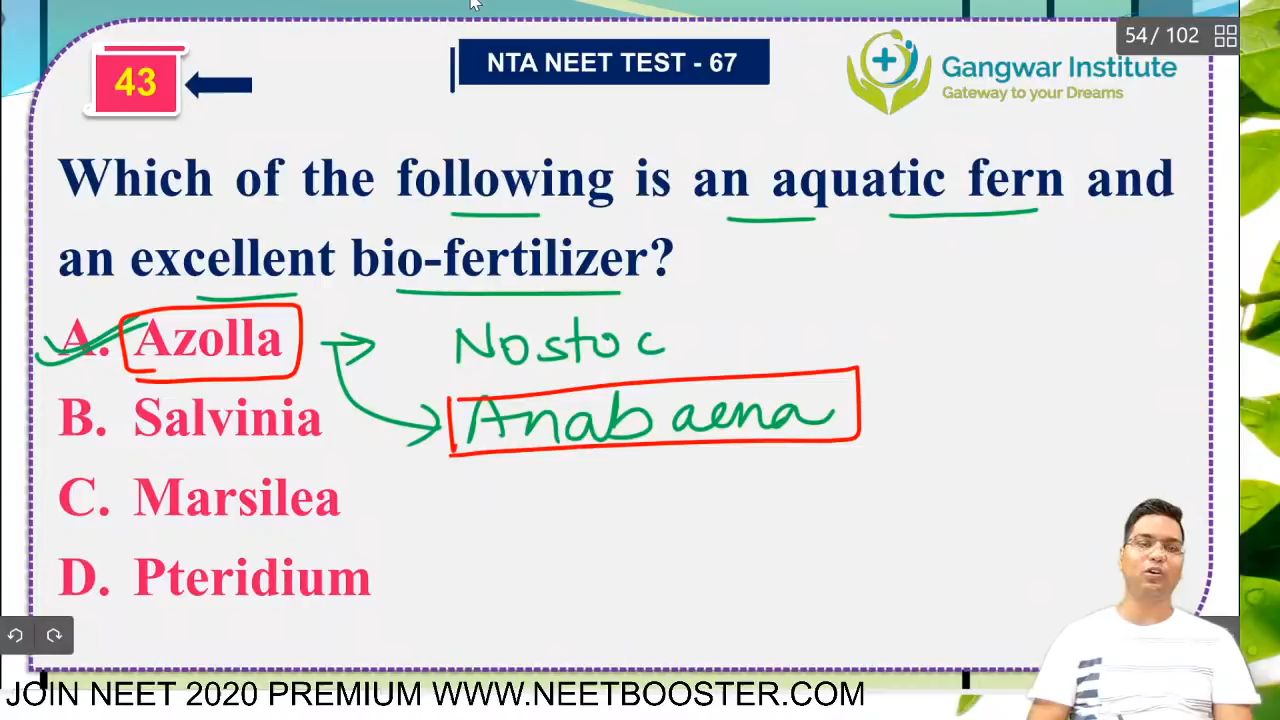 54 / 102
43
NTA NEET TEST - 67
Gangwar Institute
Gateway to your Dreams
Which of the following is an aquatic fern and
an excellent bio-fertilizer?
A. Azolla
Nostoc
Anabaena
B. Salvinia
C. Marsilea
D. Pteridium
JOIN NEET 2020 PREMIUM WWW.NEETBOOSTER.COM